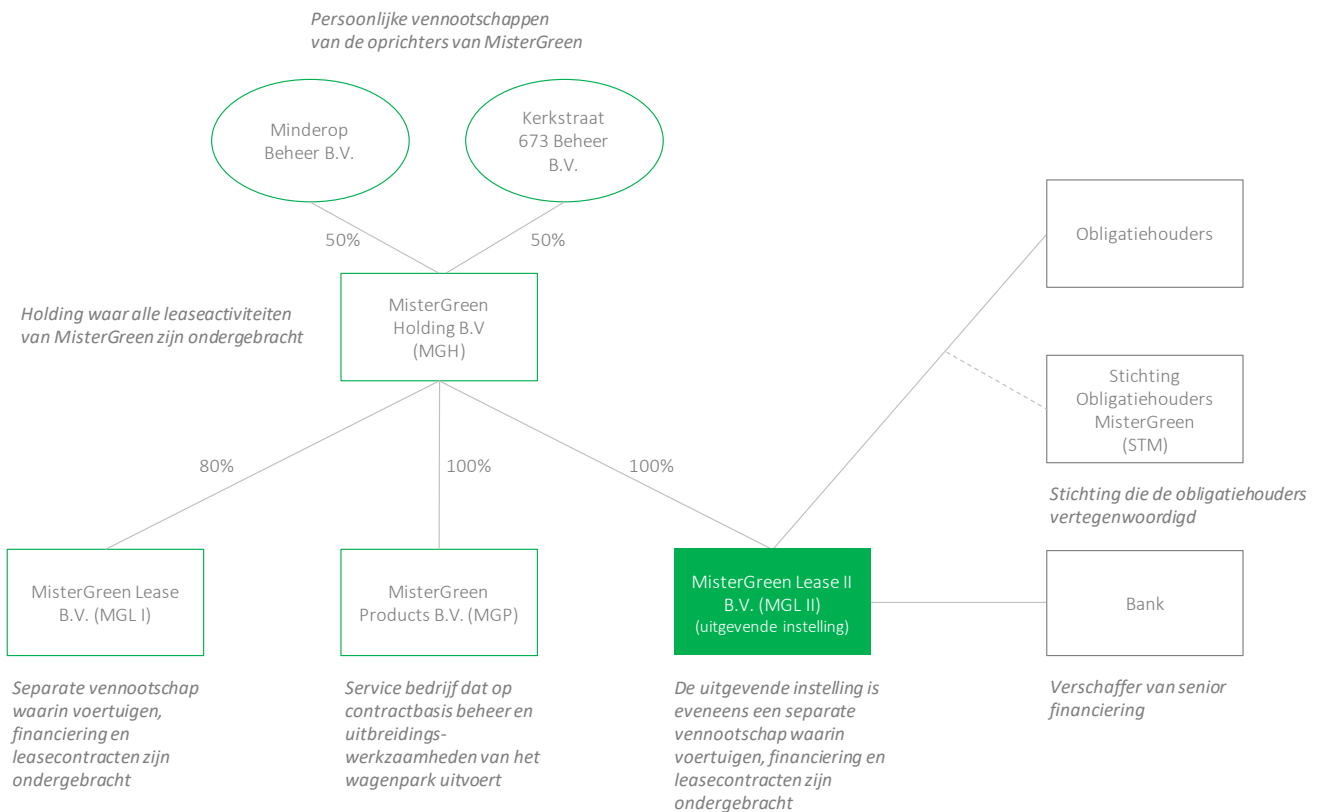 Persoonlijke vennootschappen
van de oprichters van MisterGreen
Minderop
Beheer B.V.
Kerkstraat
673 Beheer
B.V.
50%
50%
Holding waar alle leaseactiviteiten
van MisterGreen zijn ondergebracht
MisterGreen
Holding B.V
(MGH)
Obligatiehouders
Stichting
Obligatiehouders
MisterGreen
(STM)
Stichting die de obligatiehouders
vertegenwoordigd
80%
100%
100%
MisterGreen Lease
B.V. (MGL I)
MisterGreen
Products B.V. (MGP)
MisterGreen Lease II
B.V. (MGL II)
(uitgevende instelling)
Bank
Separate vennootschap
waarin voertuigen,
financiering en
leasecontracten zijn
ondergebracht
Service bedrijf dat op
contractbasis beheer en
uitbreidings-
werkzaamheden van het
wagenpark uitvoert
De uitgevende instelling is
eveneens een separate
vennootschap waarin
voertuigen, financiering en
leasecontracten zijn
ondergebracht
Verschaffer van senior
financiering